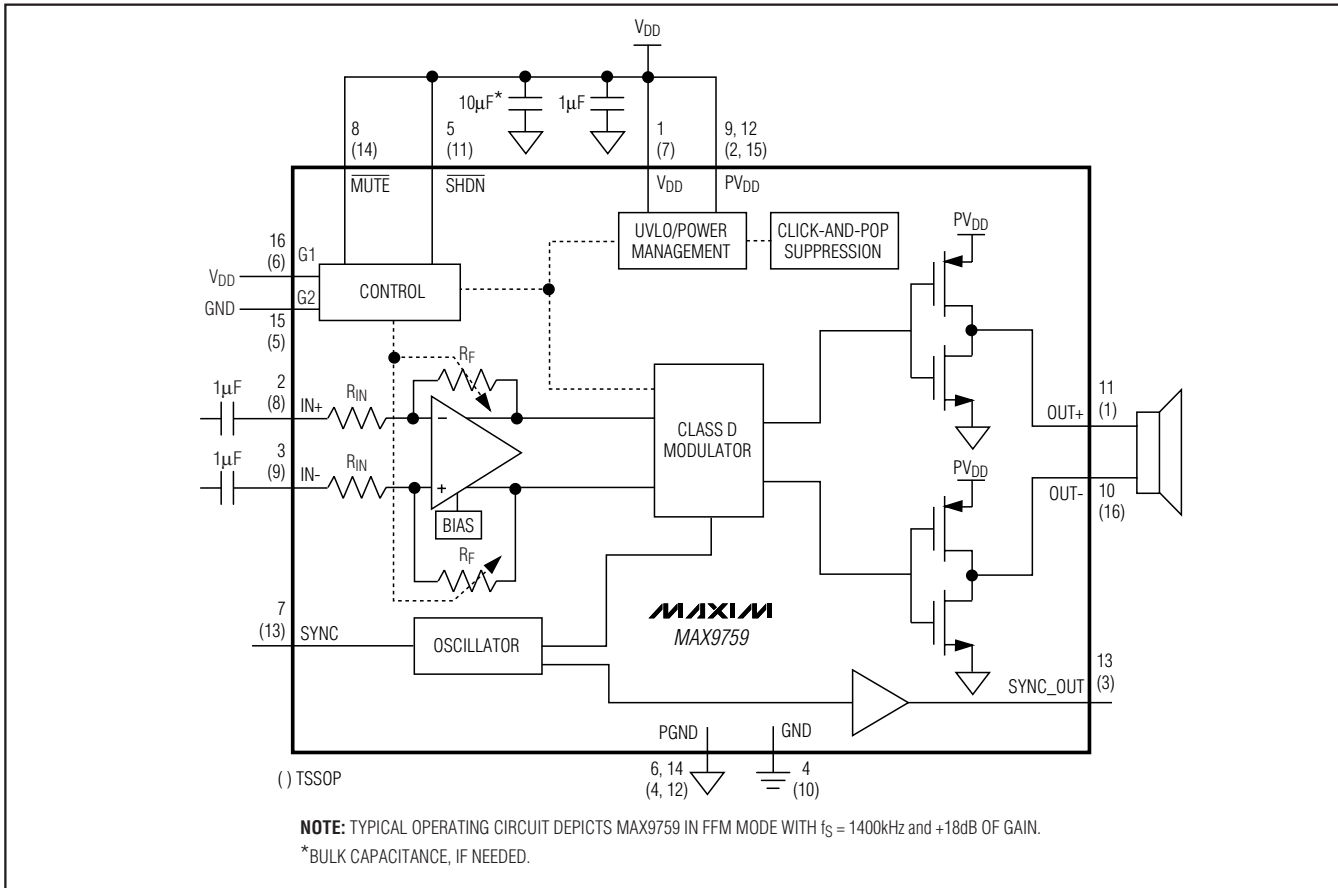 VDD
10µF* 1µF
8 5 1 9, 12
(14) (11) (7) (2, 15)
MUTE SHDN VDD PVDD
UVLO/POWER
MANAGEMENT
CLICK-AND-POP
SUPPRESSION
PVDD
16
(6) G1
VDD
CONTROL
GND G2
15
(5)
RF
1µF 2
(8) IN+ RIN
−
CLASS D
MODULATOR
11
OUT+ (1)
1µF 3
(9) IN- RIN
+
BIAS
RF
PVDD
OUT- 10
(16)
MAXIM
MAX9759
7
(13) SYNC
OSCILLATOR
13
SYNC_OUT (3)
PGND GND
6, 14 4
(4, 12) (10)
( ) TSSOP
NOTE: TYPICAL OPERATING CIRCUIT DEPICTS MAX9759 IN FFM MODE WITH fS = 1400kHz and +18dB OF GAIN.
*BULK CAPACITANCE, IF NEEDED.